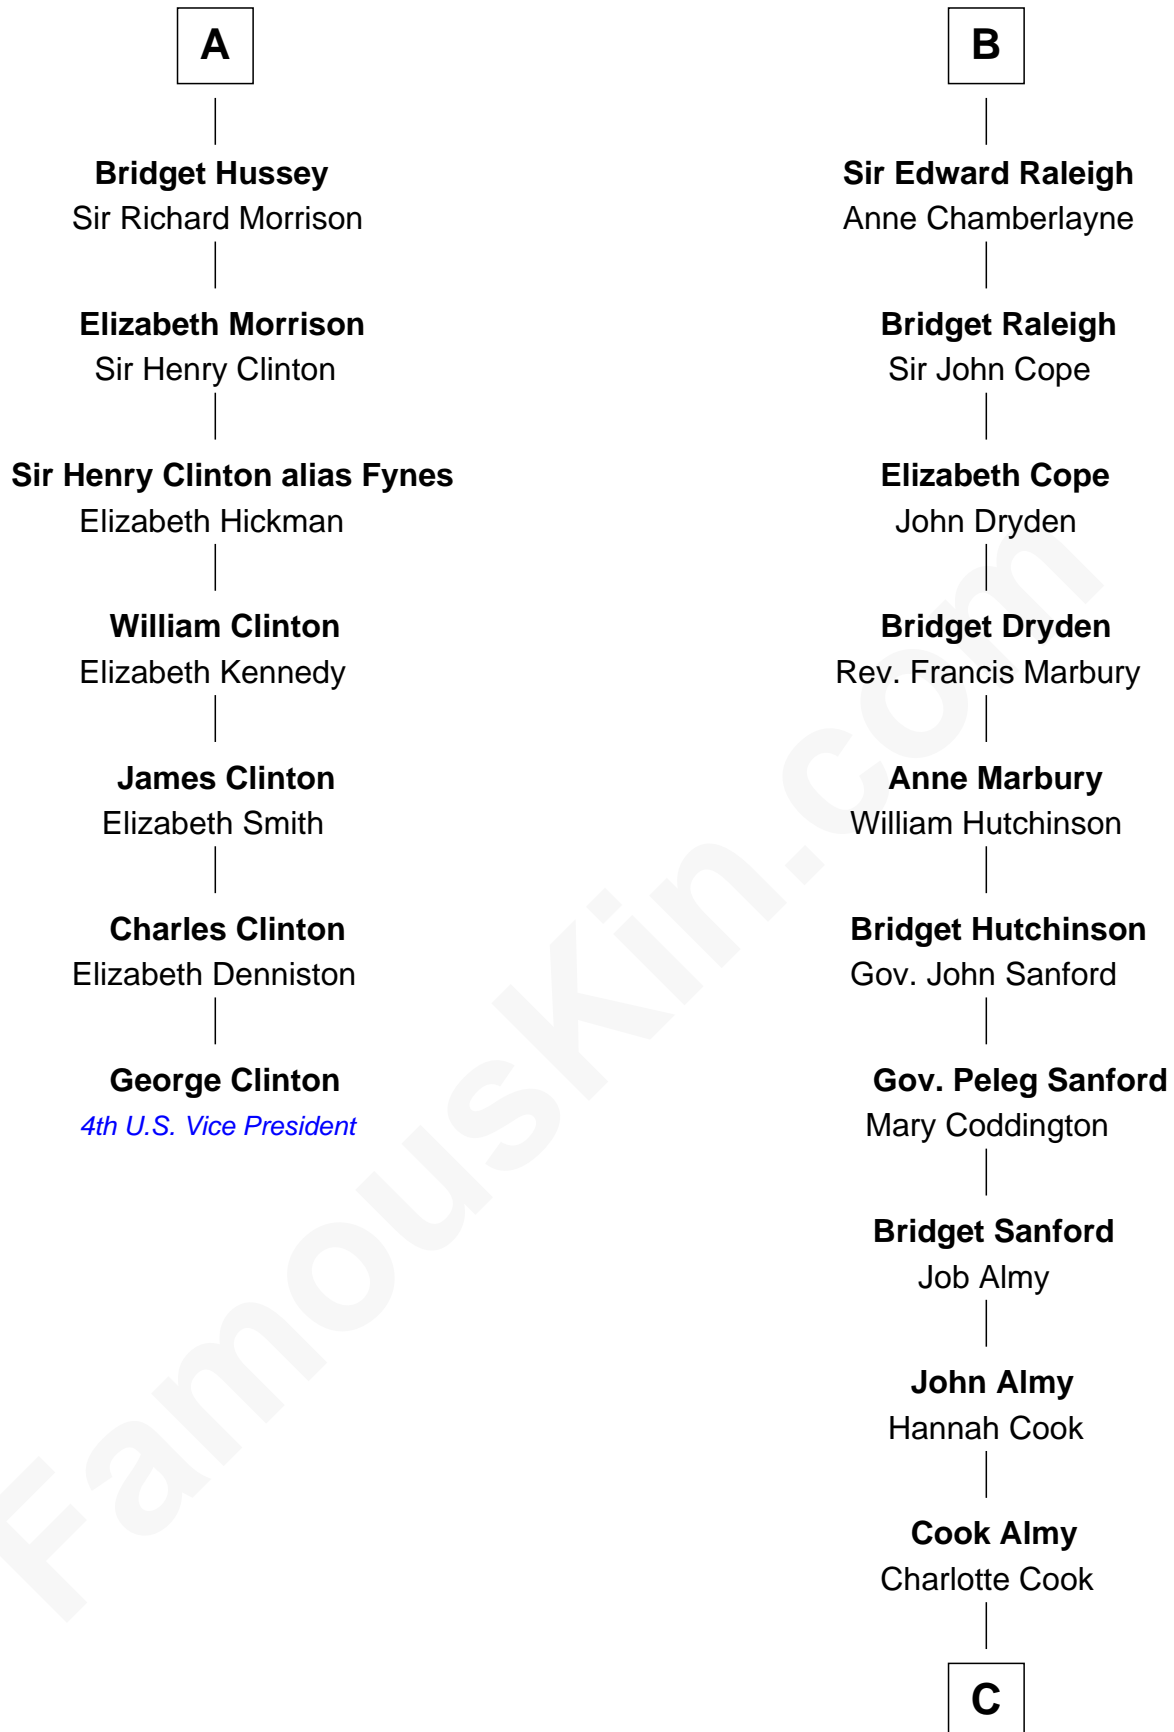 A
Bridget Hussey
Sir Richard Morrison
Elizabeth Morrison
Sir Henry Clinton
Sir Henry Clinton alias Fynes
Elizabeth Hickman
William Clinton
Elizabeth Kennedy
James Clinton
Elizabeth Smith
Charles Clinton
Elizabeth Denniston
George Clinton
4th U.S. Vice President
B
Sir Edward Raleigh
Anne Chamberlayne
Bridget Raleigh
Sir John Cope
Elizabeth Cope
John Dryden
Bridget Dryden
Rev. Francis Marbury
Anne Marbury
William Hutchinson
Bridget Hutchinson
Gov. John Sanford
Gov. Peleg Sanford
Mary Coddington
Bridget Sanford
Job Almy
John Almy
Hannah Cook
Cook Almy
Charlotte Cook
C
FamousKin.com